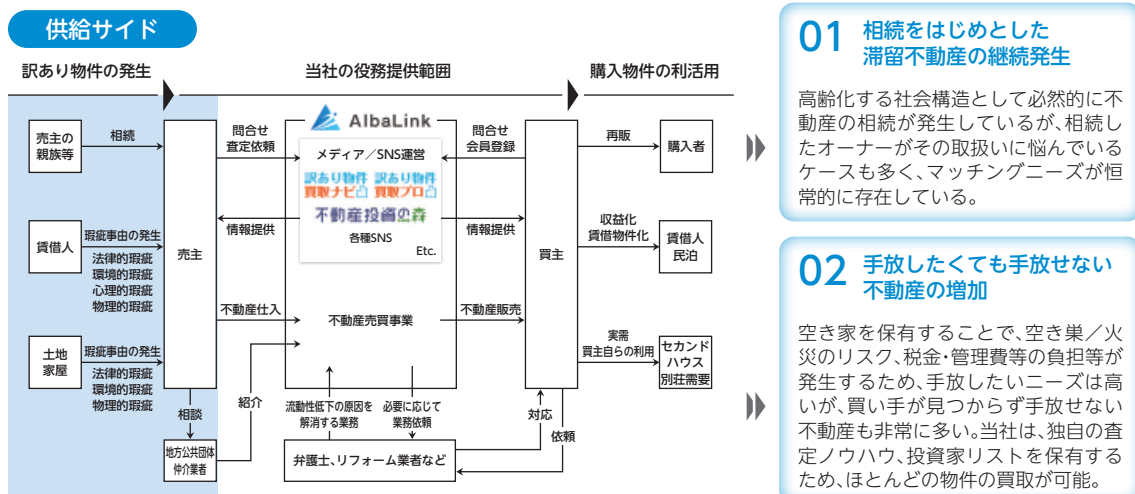 供給サイド
訳あり物件の発生
当社の役務提供範囲
購入物件の利活用
売主の
親族等
相続
賃借人
瑕疵事由の発生
法律的瑕疵
環境的瑕疵
心理的瑕疵
物理的瑕疵
土地
家屋
瑕疵事由の発生
法律的瑕疵
環境的瑕疵
物理的瑕疵
売主
相談
地方公共団体
仲介業者
問合せ
査定依頼
情報提供
不動産仕入
紹介
AlbaLink
メディア/SNS運営
訳あり物件
買取ナビ
訳あり物件
買取プロ
不動産投資の森
各種SNS
Etc.
不動産売買事業
流動性低下の原因を
解消する業務
必要に応じて
業務依頼
弁護士、リフォーム業者など
問合せ
会員登録
情報提供
不動産販売
対応
依頼
買主
再販
購入者
収益化
賃借物件化
賃借人
民泊
実需
買主自らの利用
セカンド
ハウス
別荘需要
01 相続をはじめとした
滞留不動産の継続発生
高齢化する社会構造として必然的に不
動産の相続が発生しているが、相続し
たオーナーがその取扱いに悩んでいる
ケースも多く、マッチングニーズが恒
常的に存在している。
02 手放したくても手放せない
不動産の増加
空き家を保有することで、空き巣/火
災のリスク、税金・管理費等の負担等が
発生するため、手放したいニーズは高
いが、買い手が見つからず手放せない
不動産も非常に多い。当社は、独自の査
定ノウハウ、投資家リストを保有する
ため、ほとんどの物件の買取が可能。